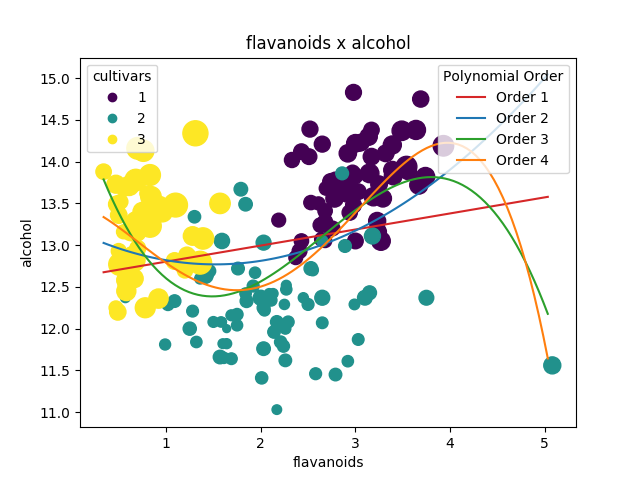 flavanoids x alcohol
cultivars
1
2
3
Polynomial Order
Order 1
Order 2
Order 3
Order 4
alcohol
15.0
14.5
14.0
13.5
13.0
12.5
12.0
11.5
11.0
1 2 3 4 5
flavanoids